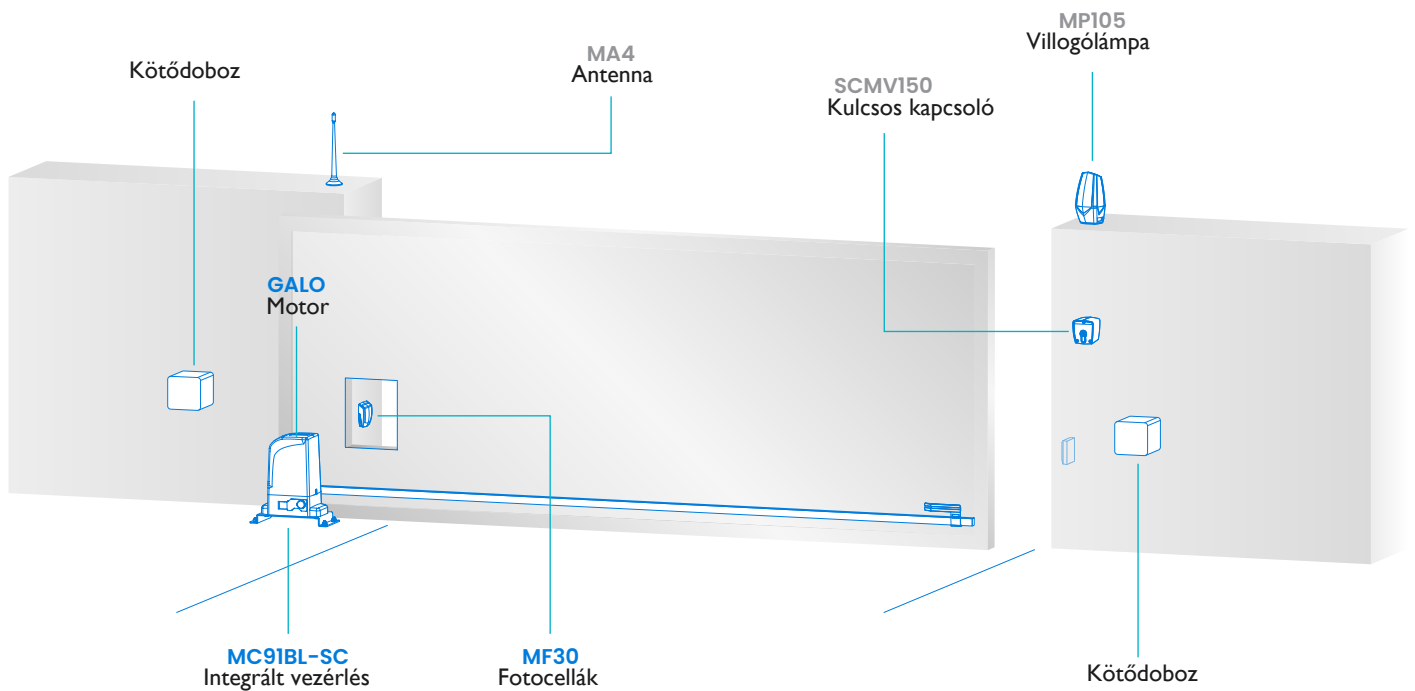 MP105
Villogólámpa
MA4
Antenna
Kötődoboz
SCMV150
Kulcsos kapcsoló
GALO
Motor
MC91BL-SC
Integrált vezérlés
MF30
Fotocellák
Kötődoboz